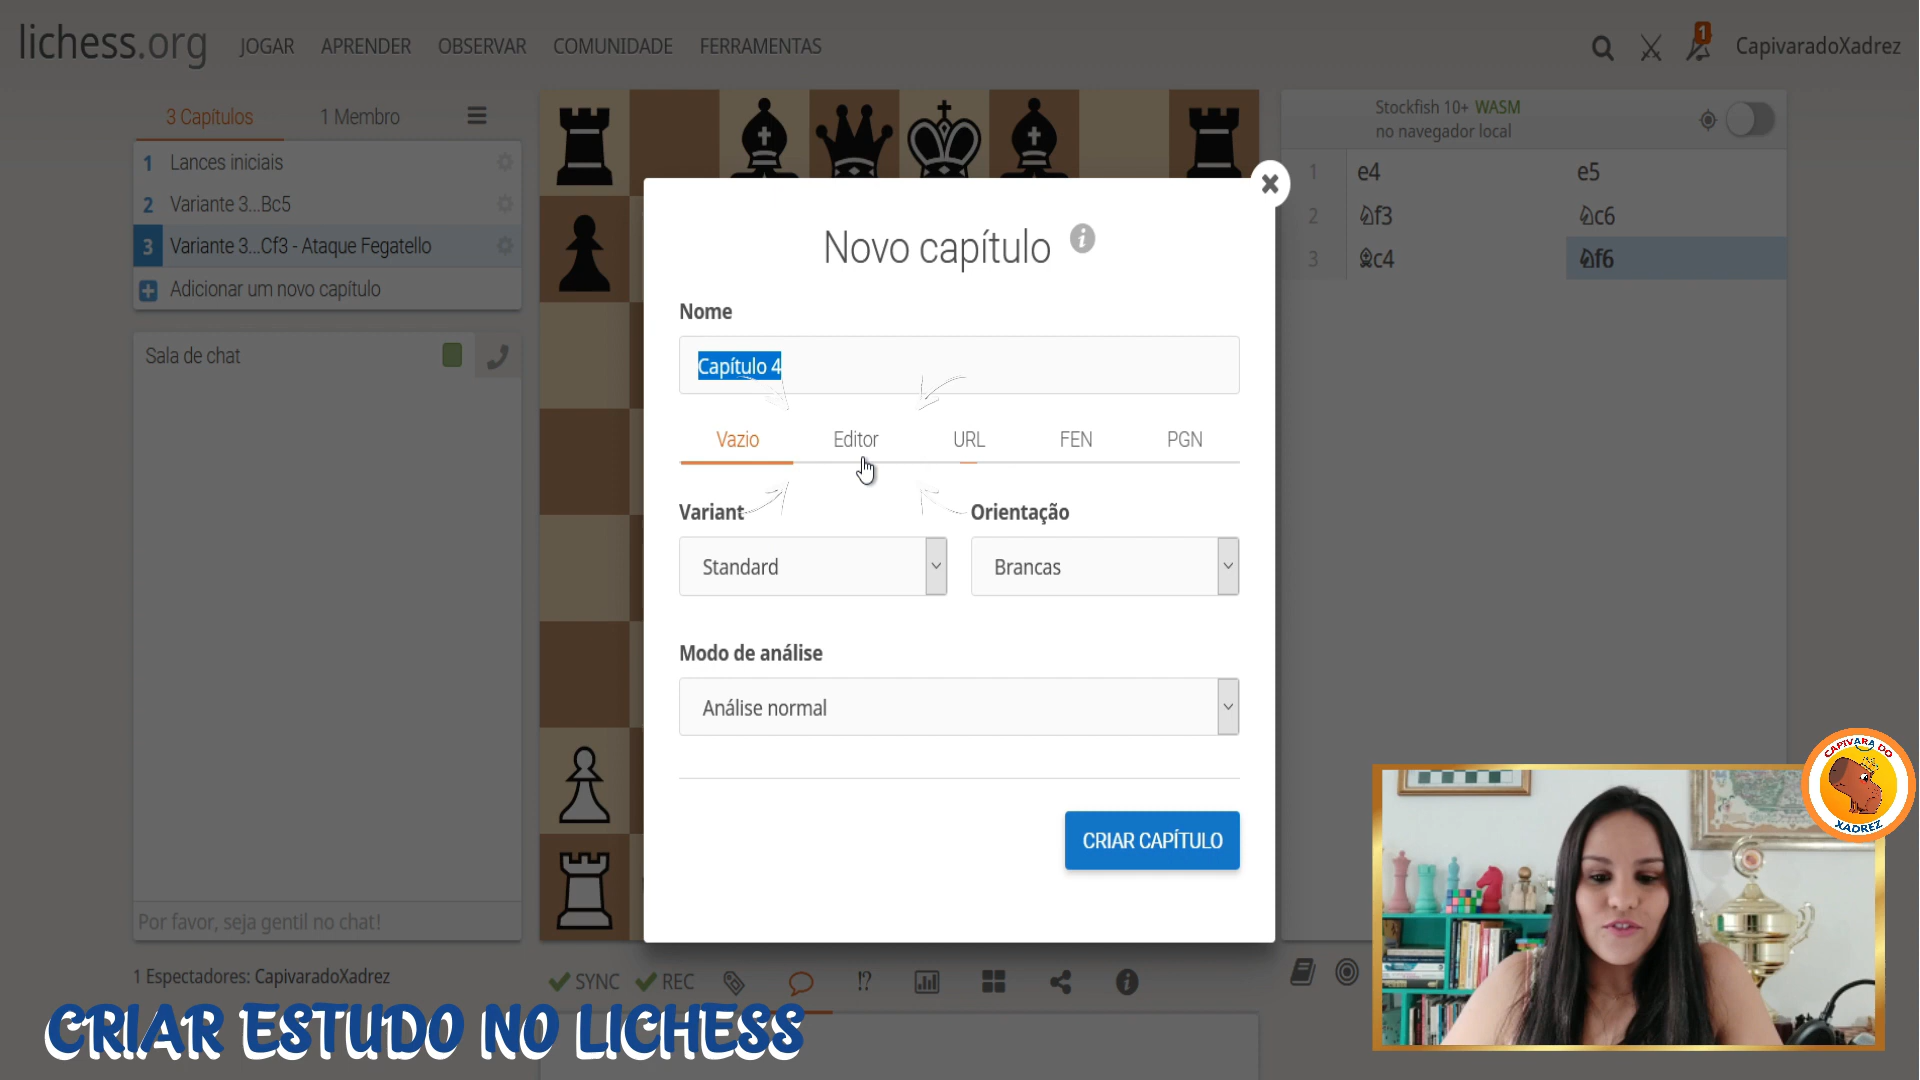 lichess.org
JOGAR APRENDER OBSERVAR COMUNIDADE FERRAMENTAS
1
CapivaradoXadrez
3 Capítulos 1 Membro
1 Lances iniciais
2 Variante 3...Bc5
3 Variante 3...Cf3 - Ataque Fegatello
Adicionar um novo capítulo
Sala de chat
Por favor, seja gentil no chat!
1 Espectadores: CapivaradoXadrez
Novo capítulo
Nome
Capítulo 4
Vazio Editor URL FEN PGN
Variant Orientação
Standard Brancas
Modo de análise
Análise normal
CRIAR CAPÍTULO
SYNC REC !?
Stockfish 10+ WASM
no navegador local
1 e4 e5
2 ♘f3 ♘c6
3 ♗c4 ♘f6
CAPIVARA DO
XADREZ
CRIAR ESTUDO NO LICHESS